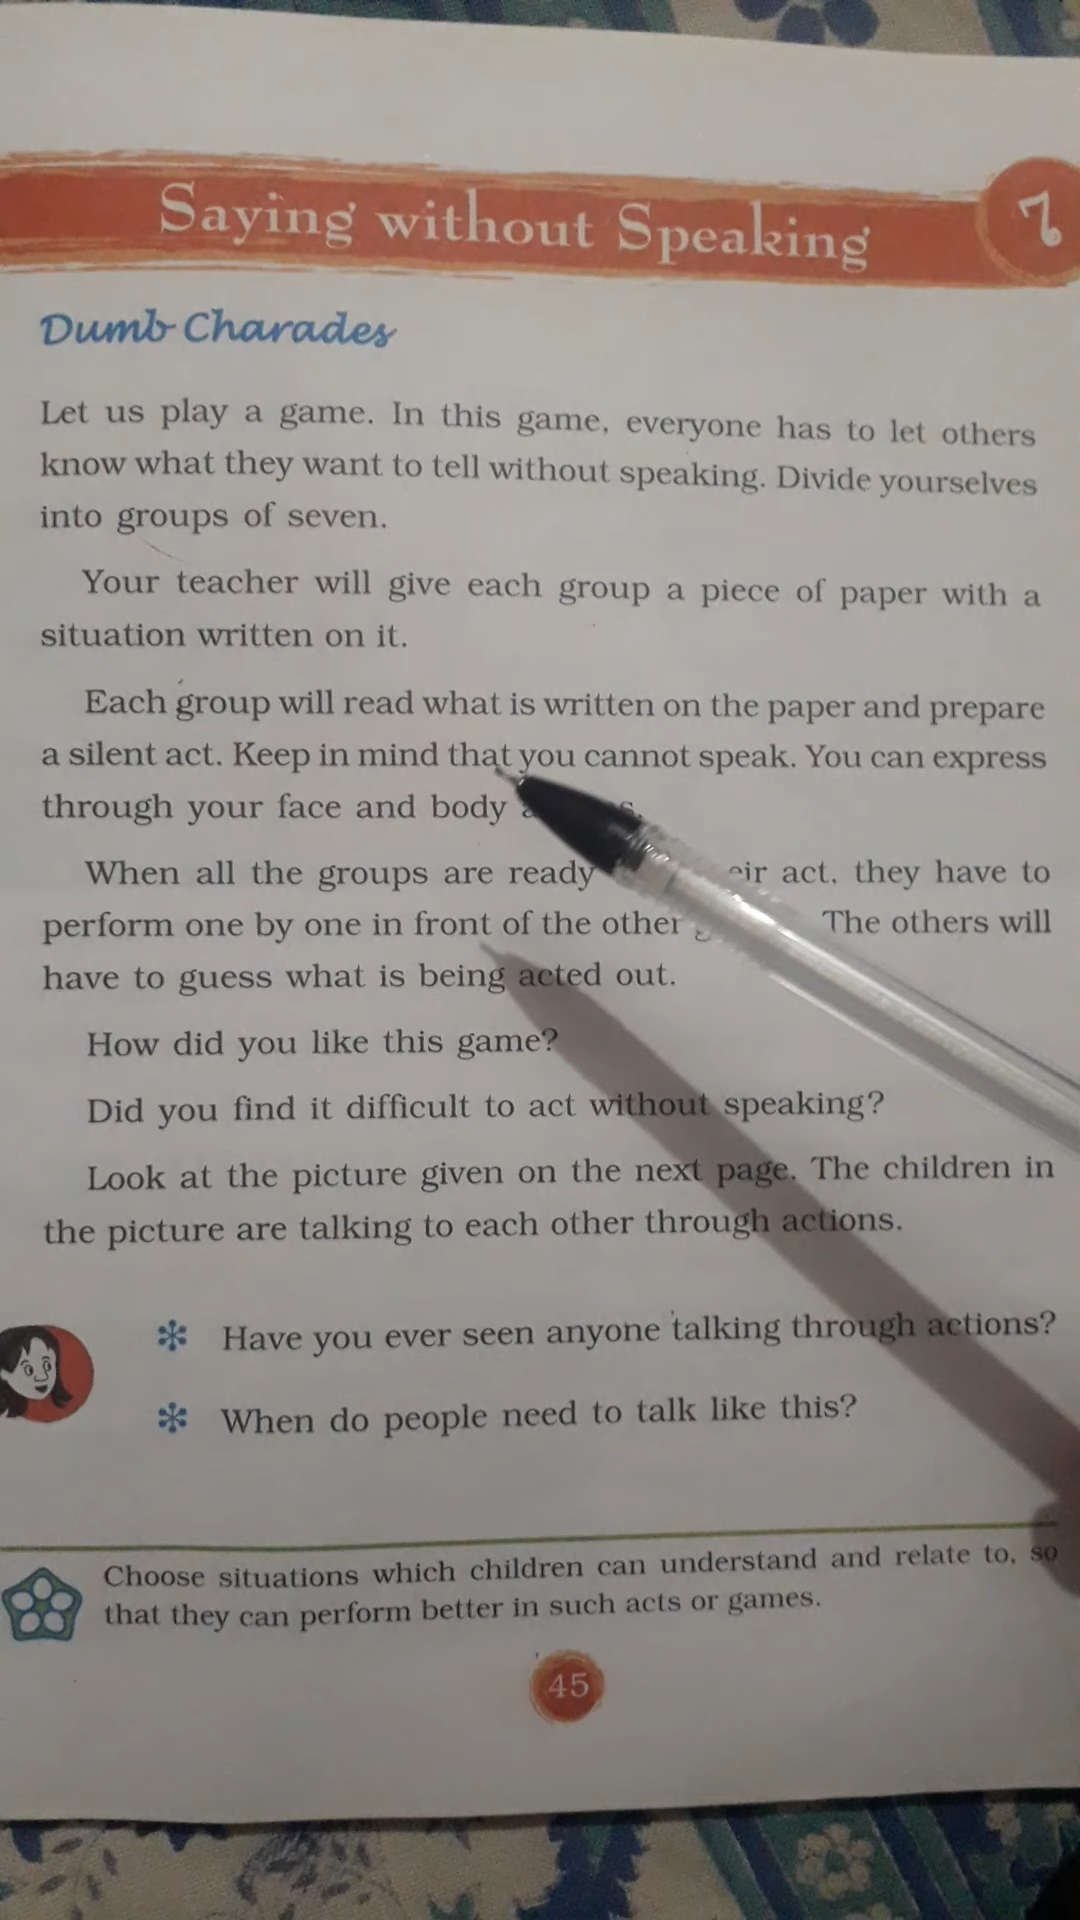 Saying without Speaking
7
Dumb Charades
Let us play a game. In this game, everyone has to let others
know what they want to tell without speaking. Divide yourselves
into groups of seven.
Your teacher will give each group a piece of paper with a
situation written on it.
Each group will read what is written on the paper and prepare
a silent act. Keep in mind that you cannot speak. You can express
through your face and body
When all the groups are ready act, they have to
perform one by one in front of the other The others will
have to guess what is being acted out.
How did you like this game?
Did you find it difficult to act without speaking?
Look at the picture given on the next page. The children in
the picture are talking to each other through actions.
Have you ever seen anyone talking through actions?
When do people need to talk like this?
Choose situations which children can understand and relate to, so
that they can perform better in such acts or games.
45